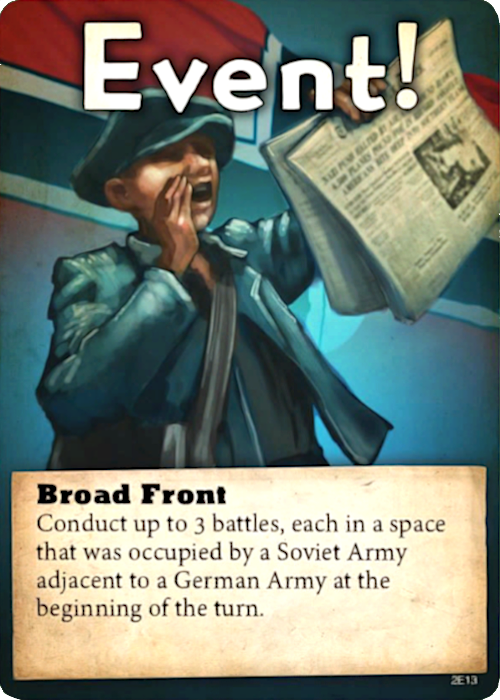 Event!
Broad Front
Conduct up to 3 battles, each in a space
that was occupied by a Soviet Army
adjacent to a German Army at the
beginning of the turn.
2E13